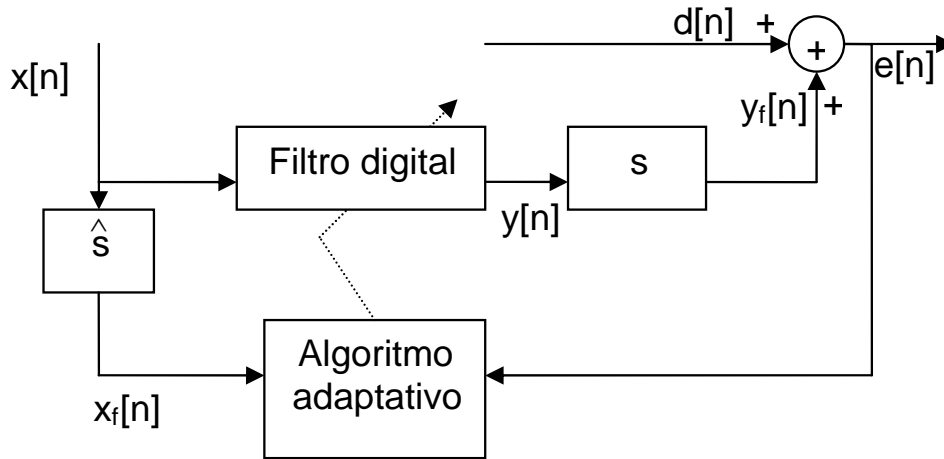 d[n] +
+
e[n]
x[n]
y_f[n] +
Filtro digital
s
y[n]
ŝ
Algoritmo
adaptativo
x_f[n]